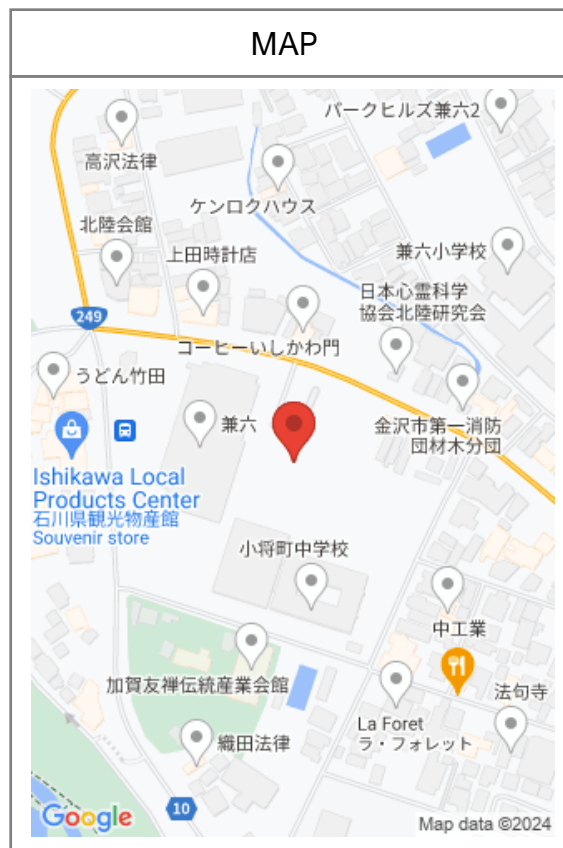 MAP
パークヒルズ兼六2
高沢法律
ケンロクハウス
北陸会館
兼六小学校
上田時計店
日本心霊科学
協会北陸研究会
249
コーヒーいしかわ門
うどん竹田
兼六
金沢市第一消防
団材木分団
Ishikawa Local
Products Center
石川県観光物産館
Souvenir store
小将町中学校
中工業
加賀友禅伝統産業会館
法句寺
La Foret
ラ・フォレット
織田法律
10
Google
Map data ©2024